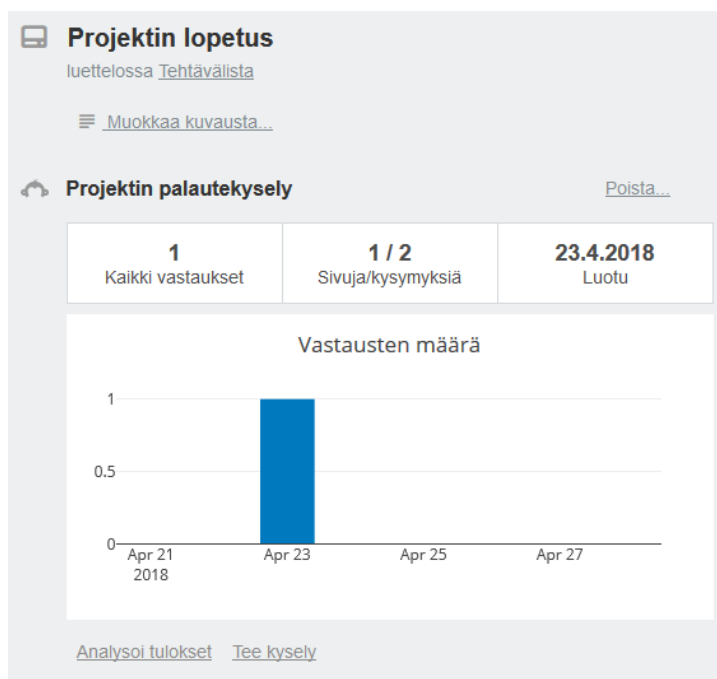 Projektin lopetus
luettelossa Tehtävälista
Muokkaa kuvausta...
Projektin palautekysely
Poista...
1
Kaikki vastaukset
1 / 2
Sivuja/kysymyksiä
23.4.2018
Luotu
Vastausten määrä
1
0.5
0
Apr 21
2018
Apr 23
Apr 25
Apr 27
Analysoi tulokset
Tee kysely